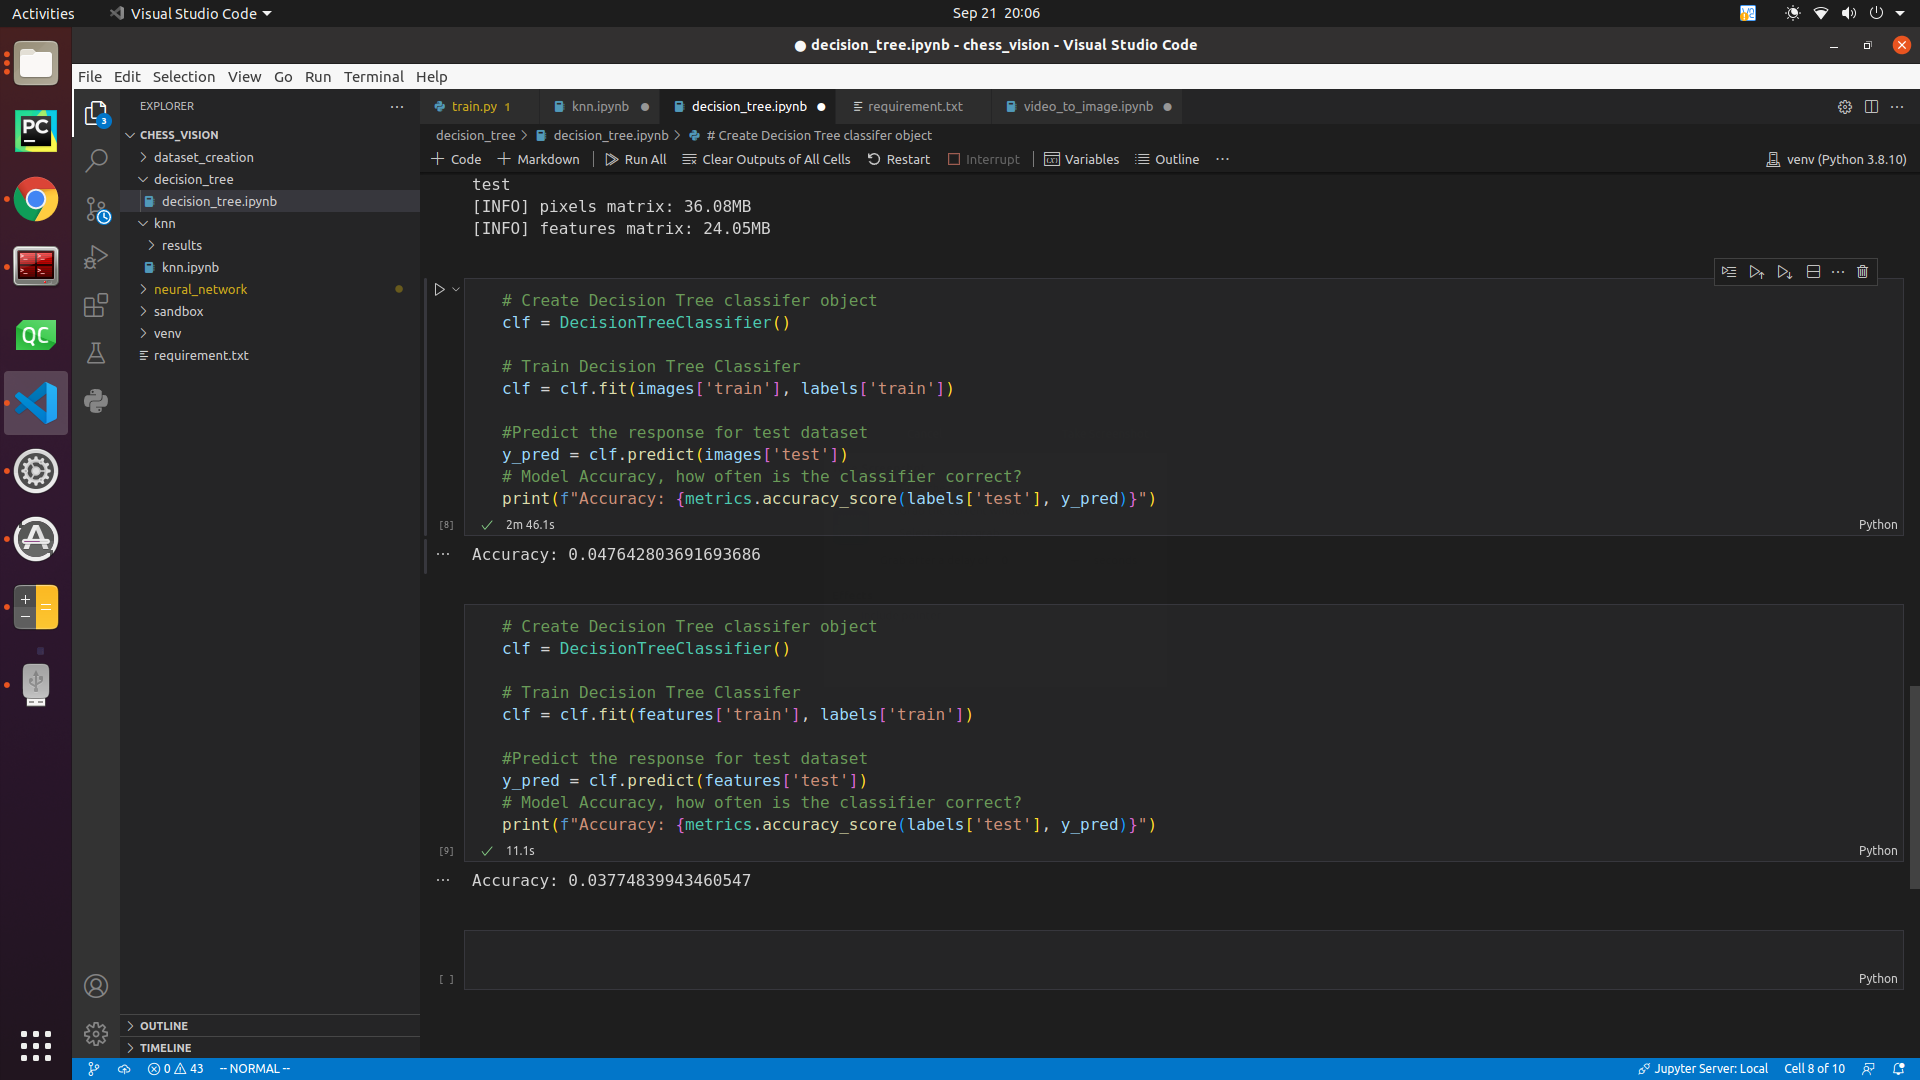 Activities
Visual Studio Code
Sep 21 20:06
● decision_tree.ipynb - chess_vision - Visual Studio Code
File Edit Selection View Go Run Terminal Help
EXPLORER
train.py 1
knn.ipynb
decision_tree.ipynb
requirement.txt
video_to_image.ipynb
decision_tree > decision_tree.ipynb > # Create Decision Tree classifer object
Code Markdown Run All Clear Outputs of All Cells Restart Interrupt Variables Outline
venv (Python 3.8.10)
3
CHESS_VISION
dataset_creation
decision_tree
decision_tree.ipynb
knn
results
knn.ipynb
neural_network
sandbox
venv
requirement.txt
OUTLINE
TIMELINE
PC
QC
test
[INFO] pixels matrix: 36.08MB
[INFO] features matrix: 24.05MB
# Create Decision Tree classifer object
clf = DecisionTreeClassifier()
# Train Decision Tree Classifer
clf = clf.fit(images['train'], labels['train'])
#Predict the response for test dataset
y_pred = clf.predict(images['test'])
# Model Accuracy, how often is the classifier correct?
print(f"Accuracy: {metrics.accuracy_score(labels['test'], y_pred)}")
[8]
2m 46.1s
Python
Accuracy: 0.047642803691693686
# Create Decision Tree classifer object
clf = DecisionTreeClassifier()
# Train Decision Tree Classifer
clf = clf.fit(features['train'], labels['train'])
#Predict the response for test dataset
y_pred = clf.predict(features['test'])
# Model Accuracy, how often is the classifier correct?
print(f"Accuracy: {metrics.accuracy_score(labels['test'], y_pred)}")
[9]
11.1s
Python
Accuracy: 0.03774839943460547
[ ]
Python
0 43
-- NORMAL --
Jupyter Server: Local
Cell 8 of 10